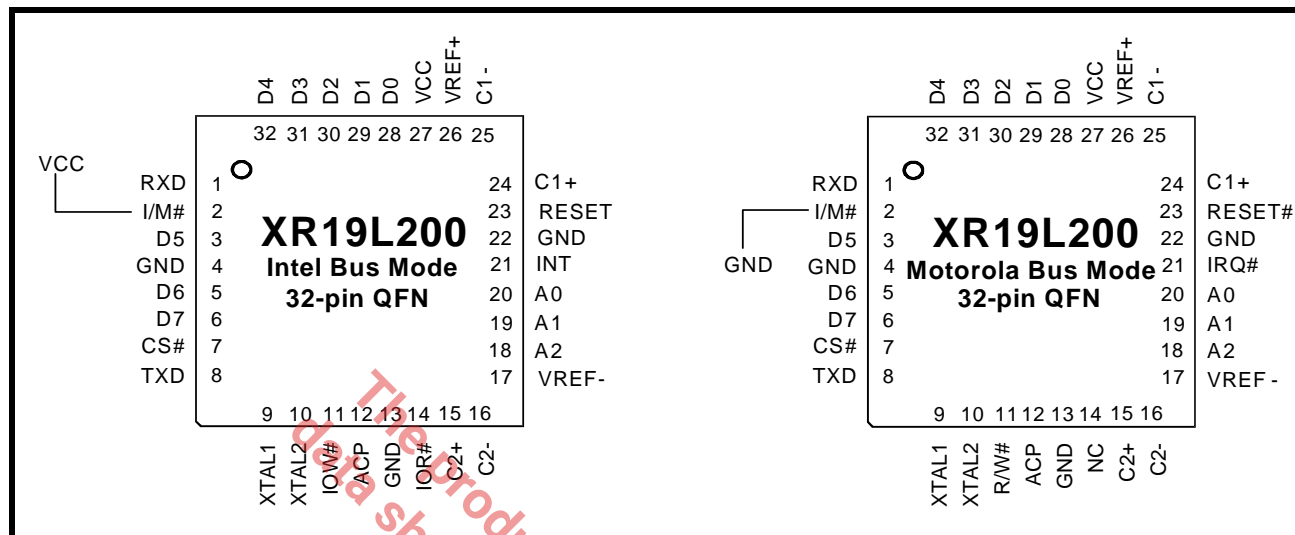 D4 D3 D2 D1 D0 VCC VREF+ C1-
32 31 30 29 28 27 26 25
VCC
RXD 1
I/M# 2
D5 3
GND 4
D6 5
D7 6
CS# 7
TXD 8
XR19L200
Intel Bus Mode
32-pin QFN
24 C1+
23 RESET
22 GND
21 INT
20 A0
19 A1
18 A2
17 VREF-
9 10 11 12 13 14 15 16
XTAL1 XTAL2 IOW# ACP GND IOR# C2+ C2-
D4 D3 D2 D1 D0 VCC VREF+ C1-
32 31 30 29 28 27 26 25
RXD 1
I/M# 2
D5 3
GND
GND 4
D6 5
D7 6
CS# 7
TXD 8
XR19L200
Motorola Bus Mode
32-pin QFN
24 C1+
23 RESET#
22 GND
21 IRQ#
20 A0
19 A1
18 A2
17 VREF-
9 10 11 12 13 14 15 16
XTAL1 XTAL2 R/W# ACP GND NC C2+ C2-
The
data